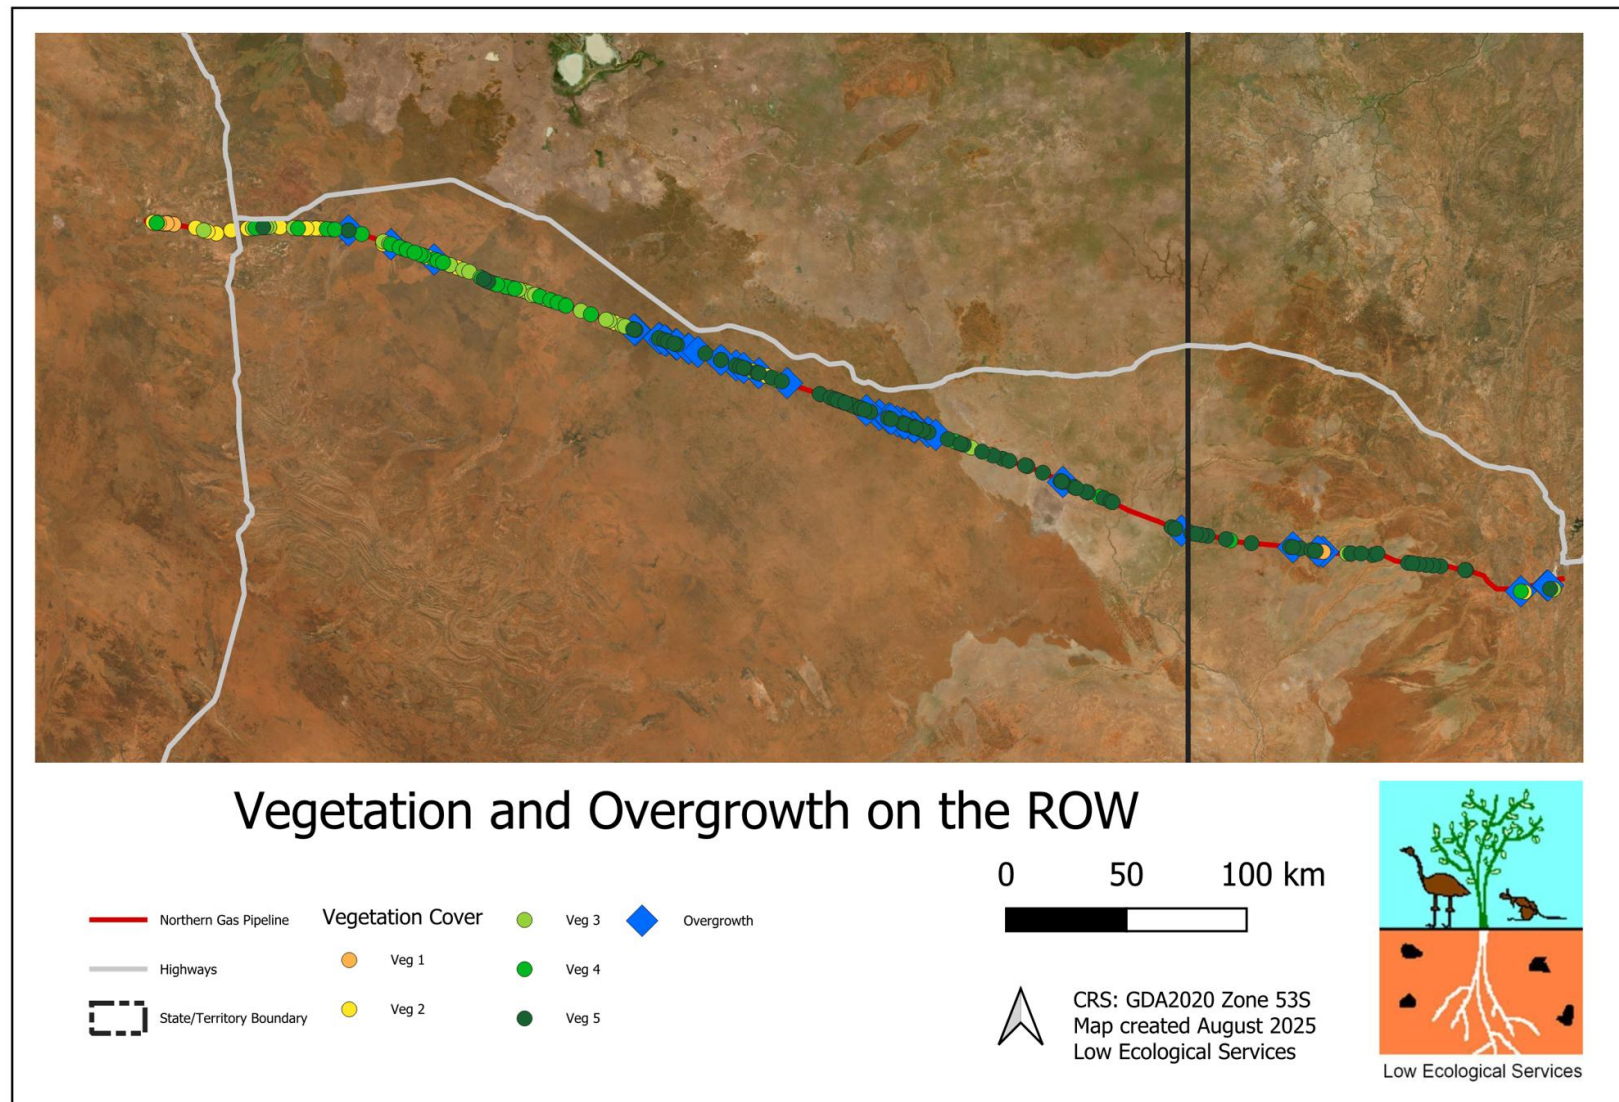 Vegetation and Overgrowth on the ROW
0 50 100 km
Northern Gas Pipeline
Highways
State/Territory Boundary
Vegetation Cover
Veg 1
Veg 2
Veg 3
Veg 4
Veg 5
Overgrowth
CRS: GDA2020 Zone 53S
Map created August 2025
Low Ecological Services
Low Ecological Services